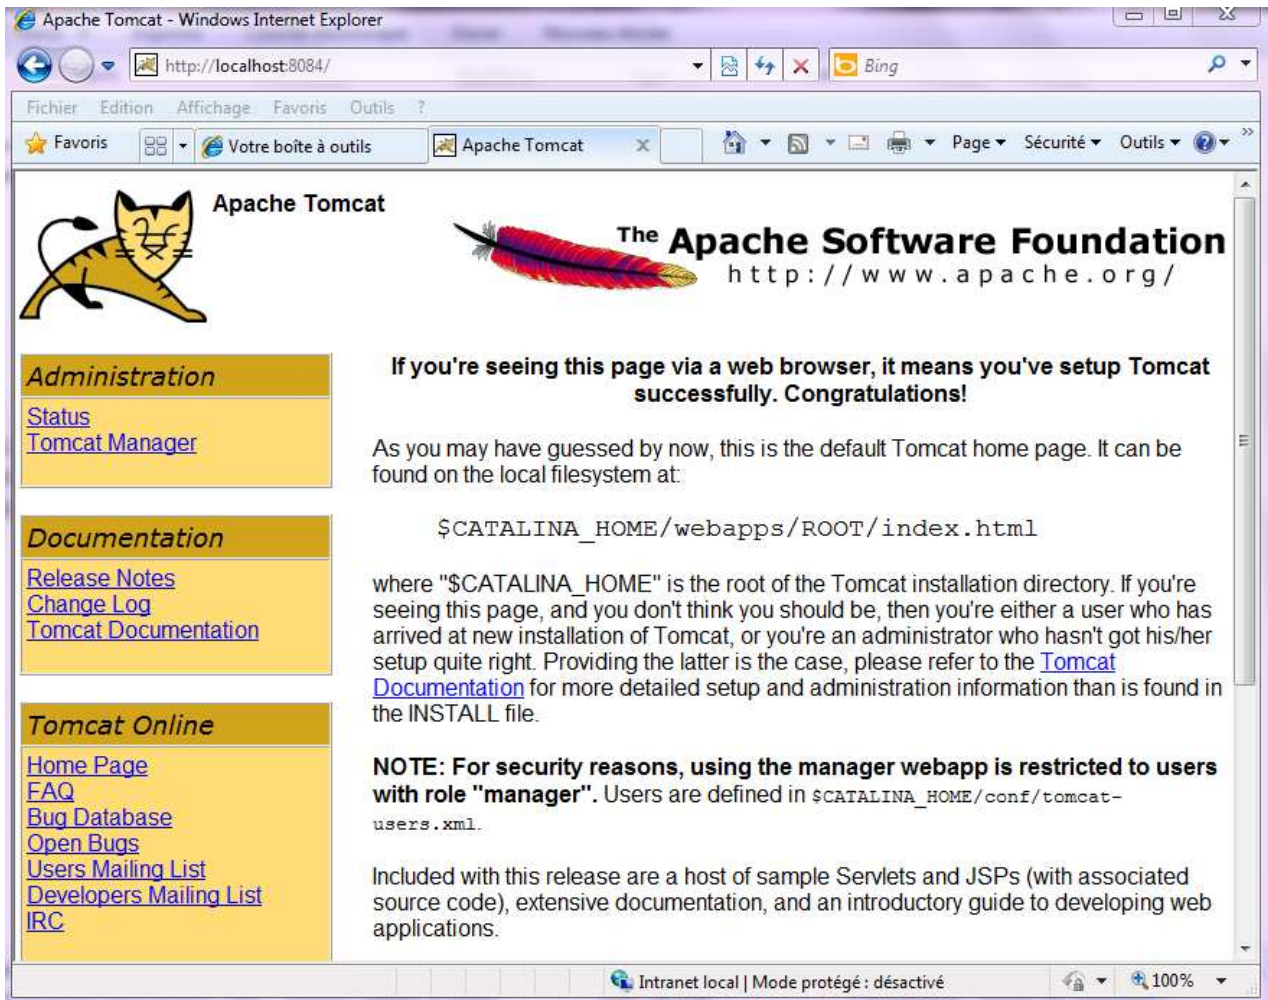 Apache Tomcat - Windows Internet Explorer
http://localhost:8084/
Bing
Fichier Edition Affichage Favoris Outils ?
Favoris
Votre boîte à outils
Apache Tomcat
Page
Sécurité
Outils
Apache Tomcat
The Apache Software Foundation
http://www.apache.org/
Administration
Status
Tomcat Manager
Documentation
Release Notes
Change Log
Tomcat Documentation
Tomcat Online
Home Page
FAQ
Bug Database
Open Bugs
Users Mailing List
Developers Mailing List
IRC
If you're seeing this page via a web browser, it means you've setup Tomcat
successfully. Congratulations!
As you may have guessed by now, this is the default Tomcat home page. It can be
found on the local filesystem at:
$CATALINA_HOME/webapps/ROOT/index.html
where "$CATALINA_HOME" is the root of the Tomcat installation directory. If you're
seeing this page, and you don't think you should be, then you're either a user who has
arrived at new installation of Tomcat, or you're an administrator who hasn't got his/her
setup quite right. Providing the latter is the case, please refer to the Tomcat
Documentation for more detailed setup and administration information than is found in
the INSTALL file.
NOTE: For security reasons, using the manager webapp is restricted to users
with role "manager". Users are defined in $CATALINA_HOME/conf/tomcat-
users.xml.
Included with this release are a host of sample Servlets and JSPs (with associated
source code), extensive documentation, and an introductory guide to developing web
applications.
Intranet local | Mode protégé : désactivé
100%